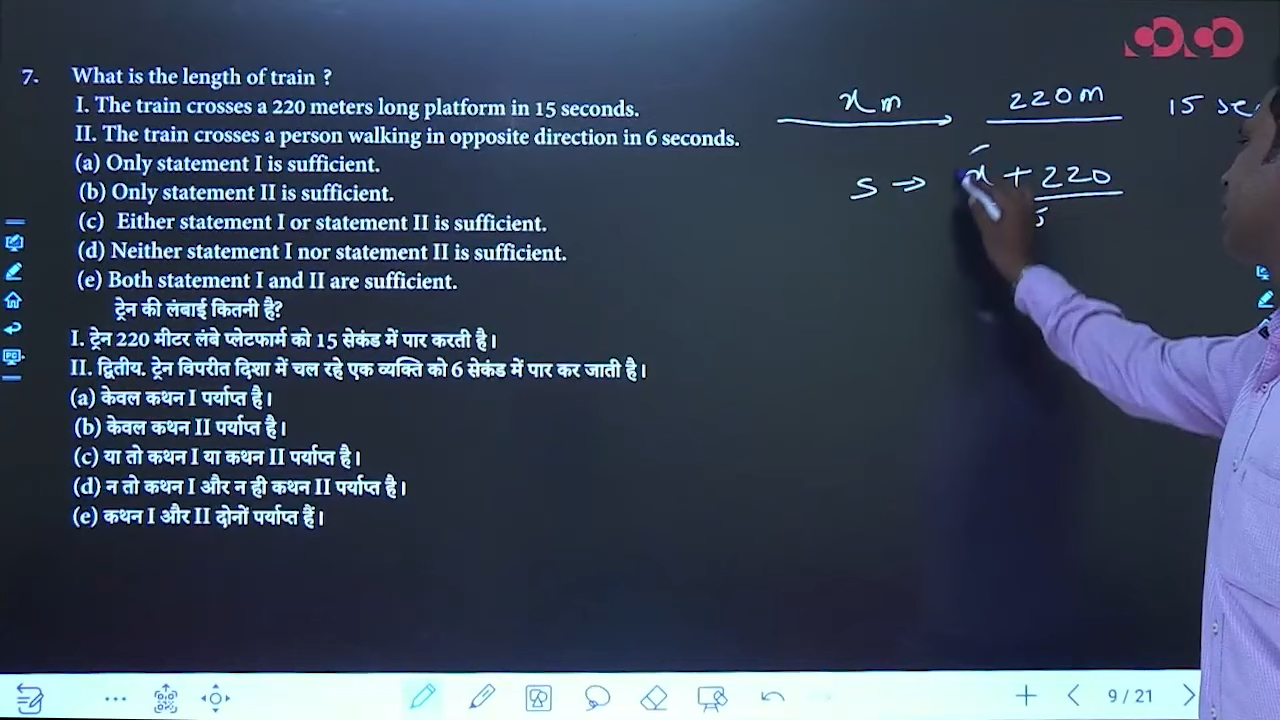 7. What is the length of train ?
I. The train crosses a 220 meters long platform in 15 seconds.
II. The train crosses a person walking in opposite direction in 6 seconds.
(a) Only statement I is sufficient.
(b) Only statement II is sufficient.
(c) Either statement I or statement II is sufficient.
(d) Neither statement I nor statement II is sufficient.
(e) Both statement I and II are sufficient.
ट्रेन की लंबाई कितनी है?
I. ट्रेन 220 मीटर लंबे प्लेटफार्म को 15 सेकंड में पार करती है।
II. द्वितीय. ट्रेन विपरीत दिशा में चल रहे एक व्यक्ति को 6 सेकंड में पार कर जाती है।
(a) केवल कथन I पर्याप्त है।
(b) केवल कथन II पर्याप्त है।
(c) या तो कथन I या कथन II पर्याप्त है।
(d) न तो कथन I और न ही कथन II पर्याप्त है।
(e) कथन I और II दोनों पर्याप्त हैं।
x m 220m 15 se
S ⇒ x + 220
5
9 / 21